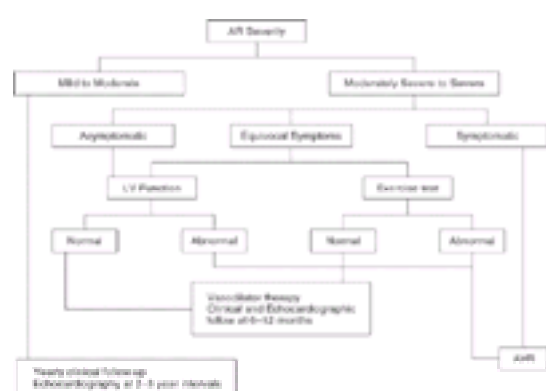 AR Severity
Mild to Moderate
Moderately Severe to Severe
Asymptomatic
Equivocal Symptoms
Symptomatic
LV Function
Exercise test
Normal
Abnormal
Normal
Abnormal
Vasodilator therapy
Clinical and Echocardiographic
follow at 6–12 months
AVR
Yearly clinical follow-up
Echocardiography at 2–3 year intervals